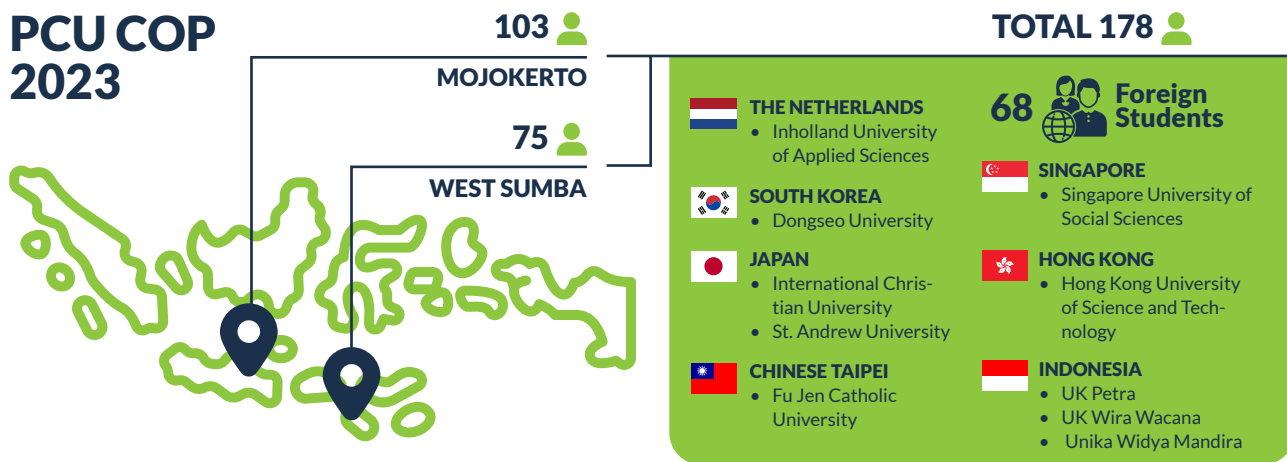 PCU COP
2023
103
MOJOKERTO
75
WEST SUMBA
TOTAL 178
68
Foreign
Students
THE NETHERLANDS
• Inholland University
of Applied Sciences
SOUTH KOREA
• Dongseo University
JAPAN
• International Chris-
tian University
• St. Andrew University
CHINESE TAIPEI
• Fu Jen Catholic
University
SINGAPORE
• Singapore University of
Social Sciences
HONG KONG
• Hong Kong University
of Science and Tech-
nology
INDONESIA
• UK Petra
• UK Wira Wacana
• Unika Widya Mandira